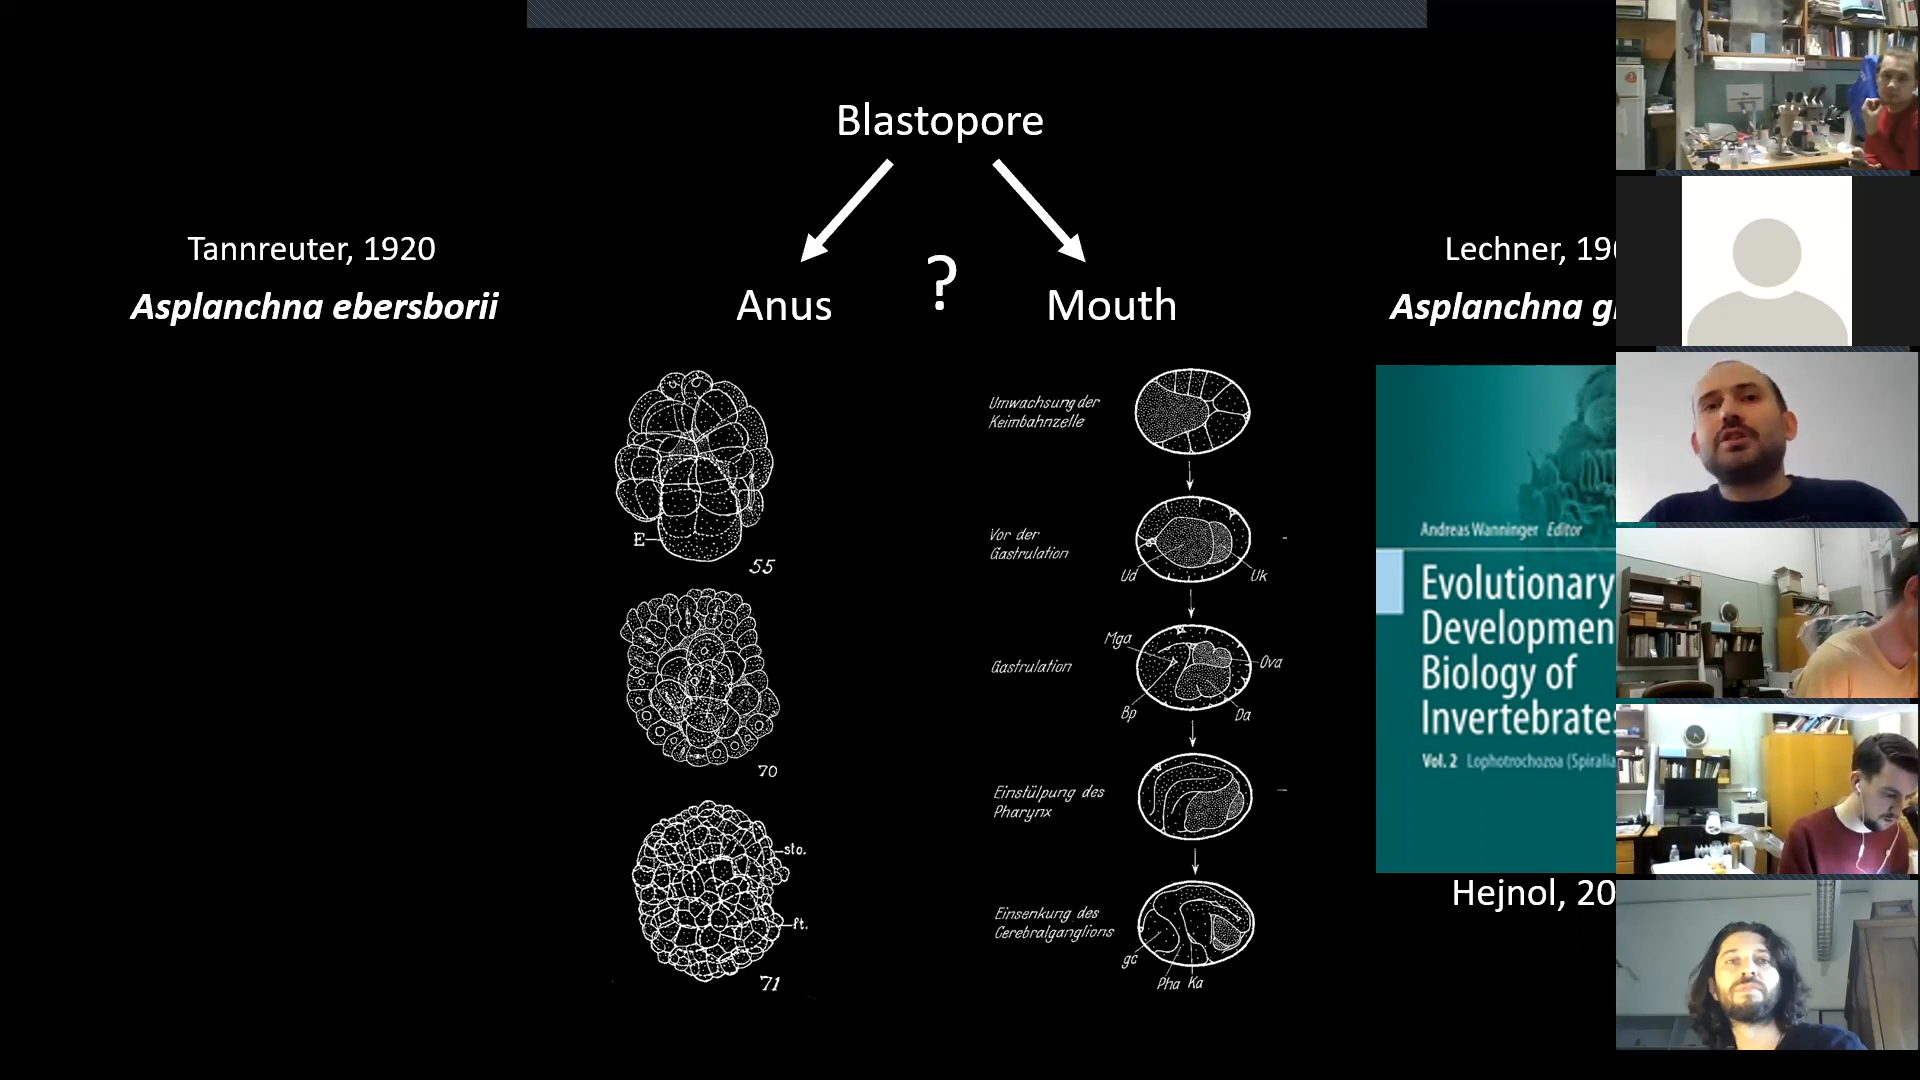 Blastopore
Tannreuter, 1920
Asplanchna ebersborii
?
Anus
Mouth
Lechner, 19
Asplanchna
E
55
70
sto.
ft.
71
Umwachsung der
Keimbahnzelle
Vor der
Gastrulation
Ud
Uk
Mga
Gastrulation
Ova
Bp
Da
Einstülpung des
Pharynx
Einsenkung des
Cerebralganglions
gc
Pha Ka
Andreas Wanninger Editor
Evolutionary
Developmen
Biology of
Invertebrates
Vol. 2 Lophotrochozoa (Spiralia
Hejnol, 20